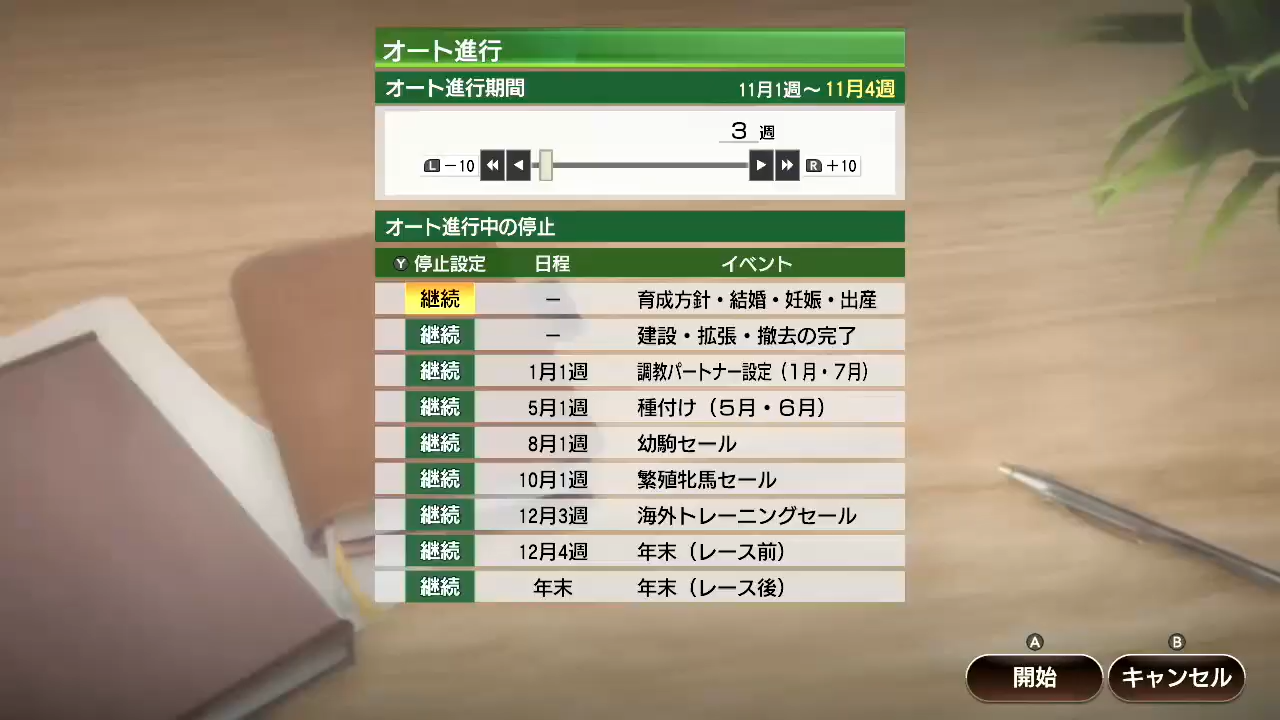 オート進行
オート進行期間 11月1週～11月4週
3 週
L －10 R ＋10
オート進行中の停止
Y 停止設定 日程 イベント
継続 － 育成方針・結婚・妊娠・出産
継続 － 建設・拡張・撤去の完了
継続 1月1週 調教パートナー設定（1月・7月）
継続 5月1週 種付け（5月・6月）
継続 8月1週 幼駒セール
継続 10月1週 繁殖牝馬セール
継続 12月3週 海外トレーニングセール
継続 12月4週 年末（レース前）
継続 年末 年末（レース後）
A B
開始 キャンセル